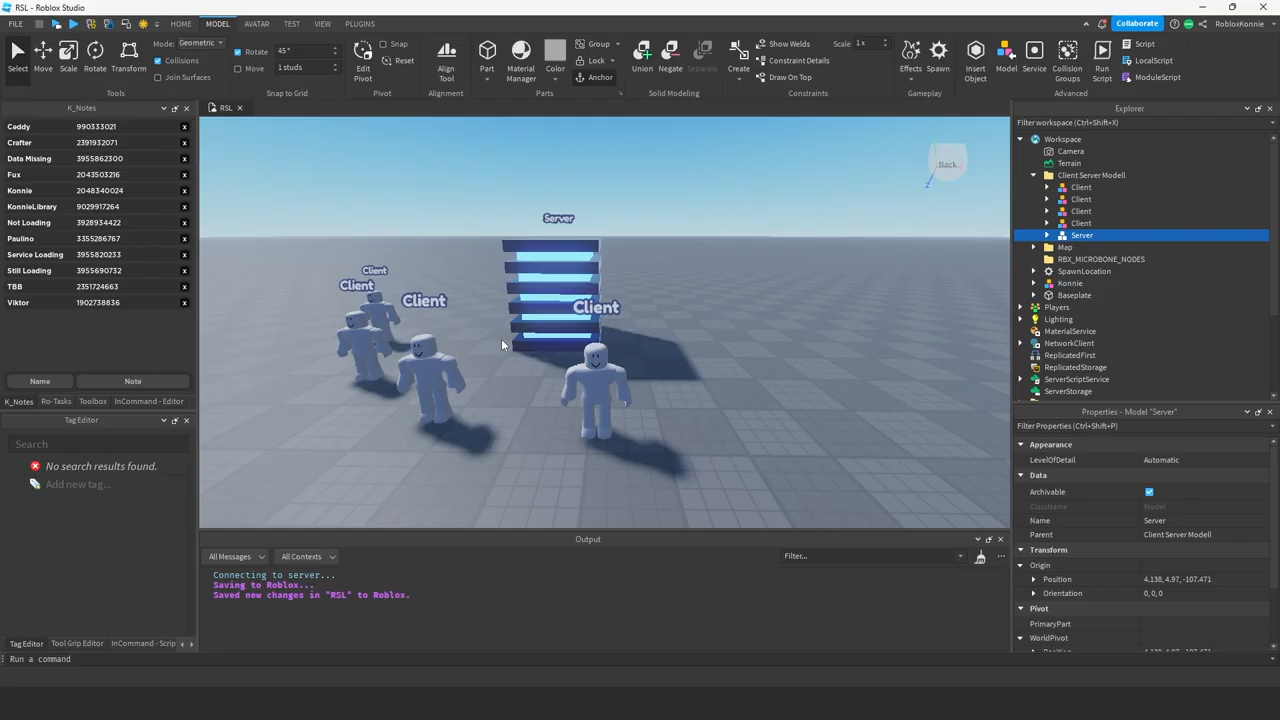 RSL - Roblox Studio
FILE HOME MODEL AVATAR TEST VIEW PLUGINS Collaborate RobloxKonnie
Select Move Scale Rotate Transform
Mode: Geometric
Collisions
Join Surfaces
Tools
Rotate 45°
Move 1 studs
Snap to Grid
Edit Pivot
Snap
Reset
Pivot
Align Tool
Alignment
Part Material Manager Color
Group
Lock
Anchor
Parts
Union Negate Separate
Solid Modeling
Create
Show Welds Scale 1x
Constraint Details
Draw On Top
Constraints
Effects Spawn
Gameplay
Insert Object Model Service Collision Groups Run Script
Script
LocalScript
ModuleScript
Advanced
K_Notes
Ceddy 990333021 x
Crafter 2391932071 x
Data Missing 3955862300 x
Fux 2043503216 x
Konnie 2048340024 x
KonnieLibrary 9029917264 x
Not Loading 3928934422 x
Paulino 3355286767 x
Service Loading 3955820233 x
Still Loading 3955690732 x
TBB 2351724663 x
Viktor 1902738836 x
Name Note
K_Notes Ro-Tasks Toolbox InCommand - Editor
Tag Editor
Search
No search results found.
Add new tag...
Tag Editor Tool Grip Editor InCommand - Scrip
Run a command
RSL
Back
Server
Client
Client
Client
Client
Output
All Messages All Contexts Filter...
Connecting to server...
Saving to Roblox...
Saved new changes in "RSL" to Roblox.
Explorer
Filter workspace (Ctrl+Shift+X)
Workspace
Camera
Terrain
Client Server Modell
Client
Client
Client
Client
Server
Map
RBX_MICROBONE_NODES
SpawnLocation
Konnie
Baseplate
Players
Lighting
MaterialService
NetworkClient
ReplicatedFirst
ReplicatedStorage
ServerScriptService
ServerStorage
Properties - Model "Server"
Filter Properties (Ctrl+Shift+P)
Appearance
LevelOfDetail Automatic
Data
Archivable
ClassName Model
Name Server
Parent Client Server Modell
Transform
Origin
Position 4.138, 4.97, -107.471
Orientation 0, 0, 0
Pivot
PrimaryPart
WorldPivot
Position 4.138, 4.97, -107.471